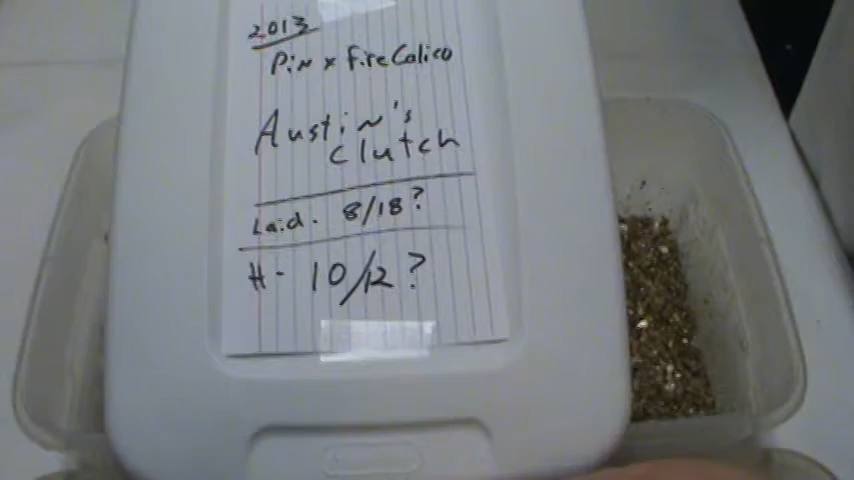 2013
Pin x FireCalico
Austin's
clutch
Laid. 8/18?
H- 10/12?